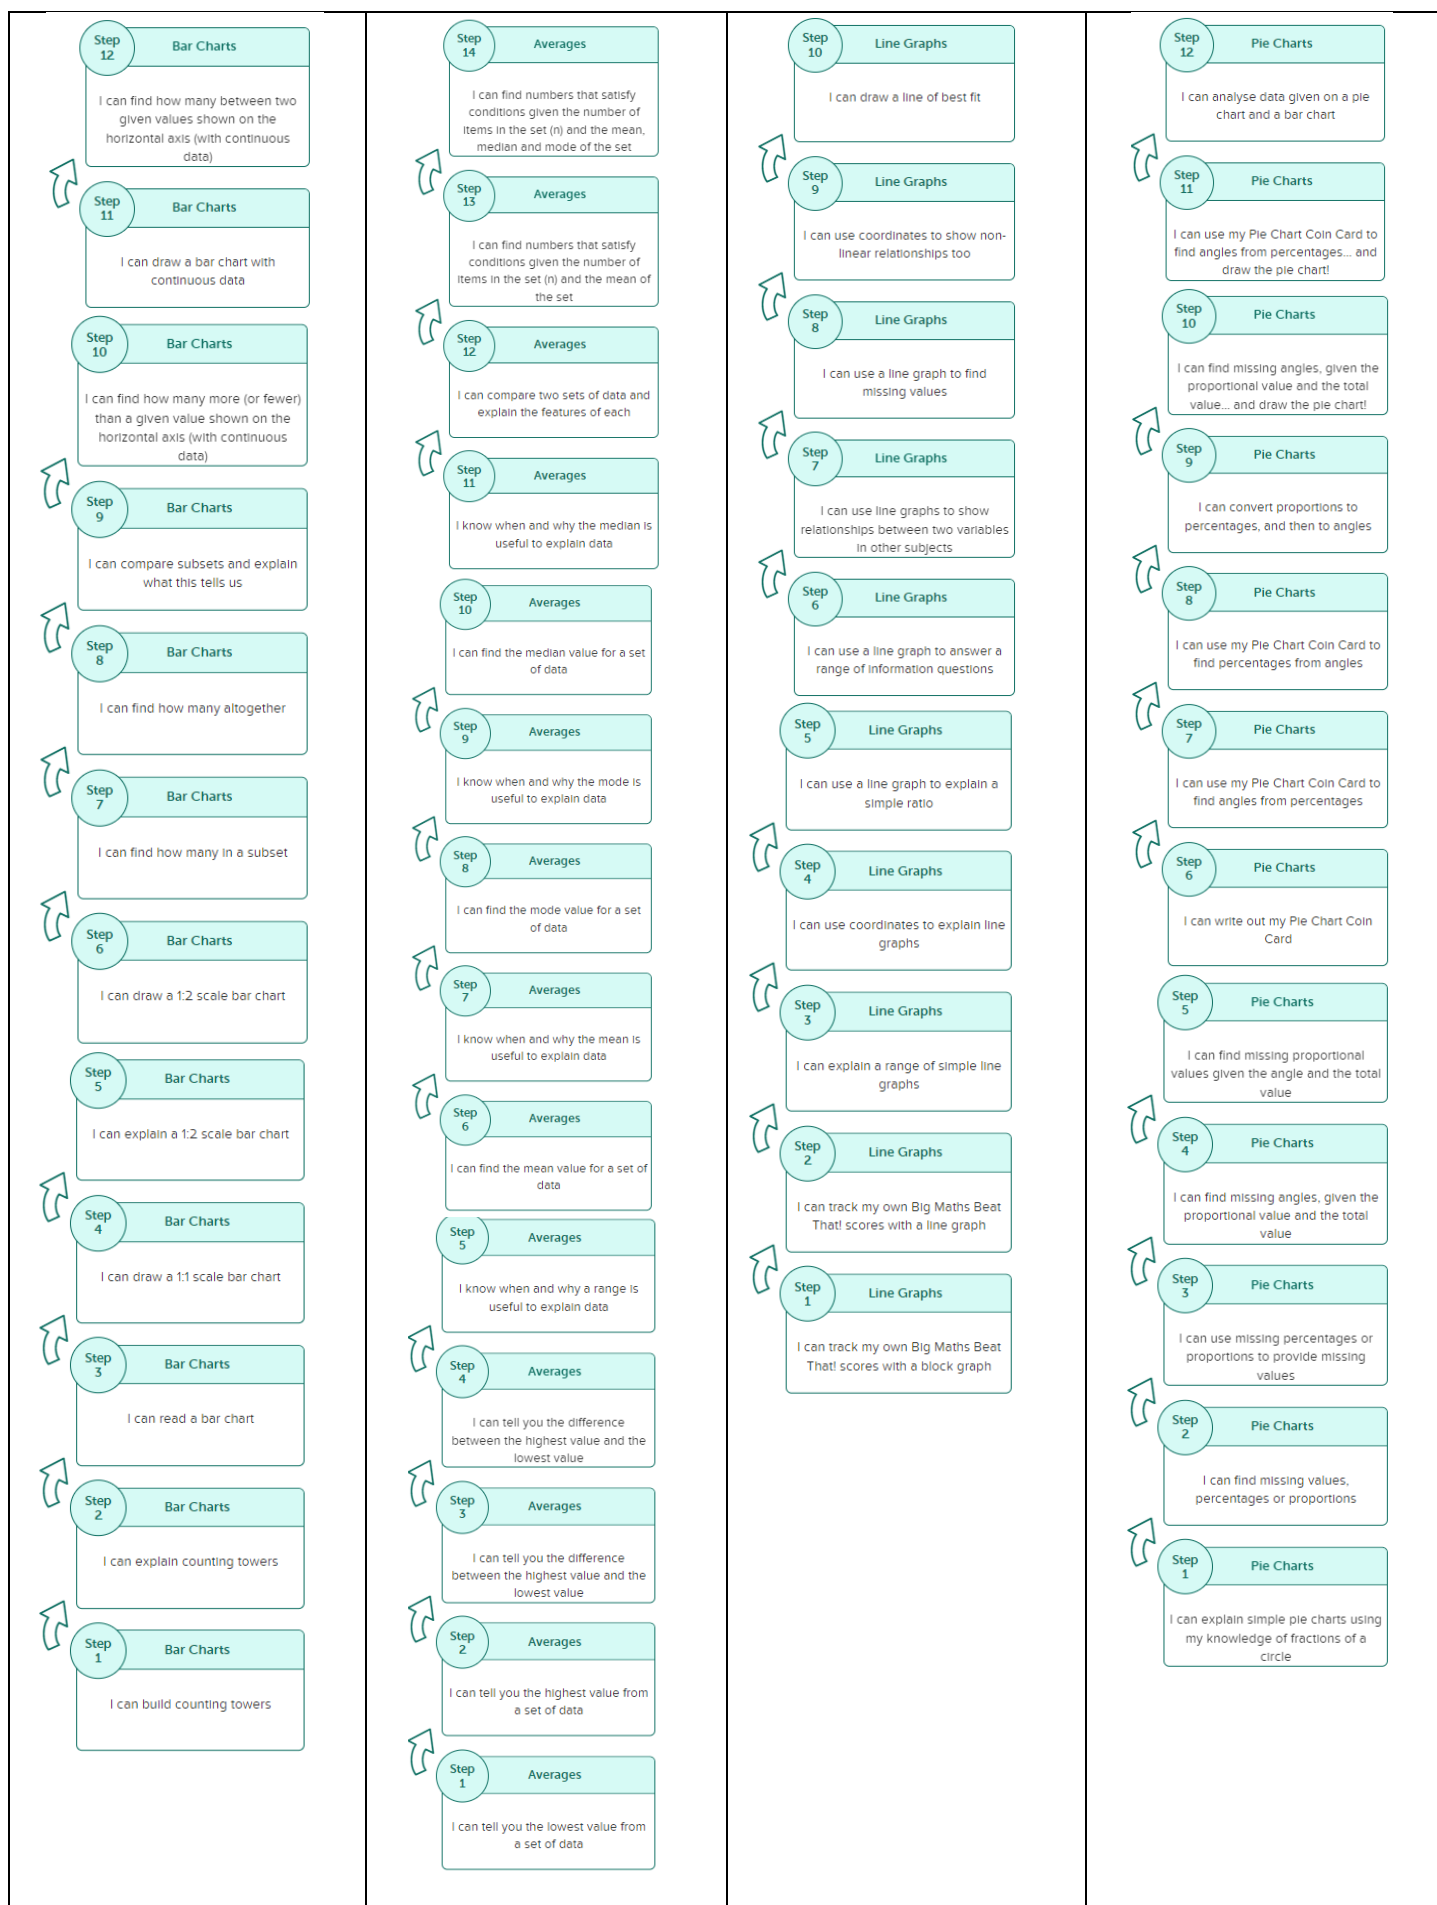 Step
12
Bar Charts
I can find how many between two
given values shown on the
horizontal axis (with continuous
data)
Step
11
Bar Charts
I can draw a bar chart with
continuous data
Step
10
Bar Charts
I can find how many more (or fewer)
than a given value shown on the
horizontal axis (with continuous
data)
Step
9
Bar Charts
I can compare subsets and explain
what this tells us
Step
8
Bar Charts
I can find how many altogether
Step
7
Bar Charts
I can find how many in a subset
Step
6
Bar Charts
I can draw a 1:2 scale bar chart
Step
5
Bar Charts
I can explain a 1:2 scale bar chart
Step
4
Bar Charts
I can draw a 1:1 scale bar chart
Step
3
Bar Charts
I can read a bar chart
Step
2
Bar Charts
I can explain counting towers
Step
1
Bar Charts
I can build counting towers
Step
14
Averages
I can find numbers that satisfy
conditions given the number of
items in the set (n) and the mean,
median and mode of the set
Step
13
Averages
I can find numbers that satisfy
conditions given the number of
items in the set (n) and the mean of
the set
Step
12
Averages
I can compare two sets of data and
explain the features of each
Step
11
Averages
I know when and why the median is
useful to explain data
Step
10
Averages
I can find the median value for a set
of data
Step
9
Averages
I know when and why the mode is
useful to explain data
Step
8
Averages
I can find the mode value for a set
of data
Step
7
Averages
I know when and why the mean is
useful to explain data
Step
6
Averages
I can find the mean value for a set of
data
Step
5
Averages
I know when and why a range is
useful to explain data
Step
4
Averages
I can tell you the difference
between the highest value and the
lowest value
Step
3
Averages
I can tell you the difference
between the highest value and the
lowest value
Step
2
Averages
I can tell you the highest value from
a set of data
Step
1
Averages
I can tell you the lowest value from
a set of data
Step
10
Line Graphs
I can draw a line of best fit
Step
9
Line Graphs
I can use coordinates to show non-
linear relationships too
Step
8
Line Graphs
I can use a line graph to find
missing values
Step
7
Line Graphs
I can use line graphs to show
relationships between two variables
in other subjects
Step
6
Line Graphs
I can use a line graph to answer a
range of information questions
Step
5
Line Graphs
I can use a line graph to explain a
simple ratio
Step
4
Line Graphs
I can use coordinates to explain line
graphs
Step
3
Line Graphs
I can explain a range of simple line
graphs
Step
2
Line Graphs
I can track my own Big Maths Beat
That! scores with a line graph
Step
1
Line Graphs
I can track my own Big Maths Beat
That! scores with a block graph
Step
12
Pie Charts
I can analyse data given on a pie
chart and a bar chart
Step
11
Pie Charts
I can use my Pie Chart Coin Card to
find angles from percentages... and
draw the pie chart!
Step
10
Pie Charts
I can find missing angles, given the
proportional value and the total
value... and draw the pie chart!
Step
9
Pie Charts
I can convert proportions to
percentages, and then to angles
Step
8
Pie Charts
I can use my Pie Chart Coin Card to
find percentages from angles
Step
7
Pie Charts
I can use my Pie Chart Coin Card to
find angles from percentages
Step
6
Pie Charts
I can write out my Pie Chart Coin
Card
Step
5
Pie Charts
I can find missing proportional
values given the angle and the total
value
Step
4
Pie Charts
I can find missing angles, given the
proportional value and the total
value
Step
3
Pie Charts
I can use missing percentages or
proportions to provide missing
values
Step
2
Pie Charts
I can find missing values,
percentages or proportions
Step
1
Pie Charts
I can explain simple pie charts using
my knowledge of fractions of a
circle